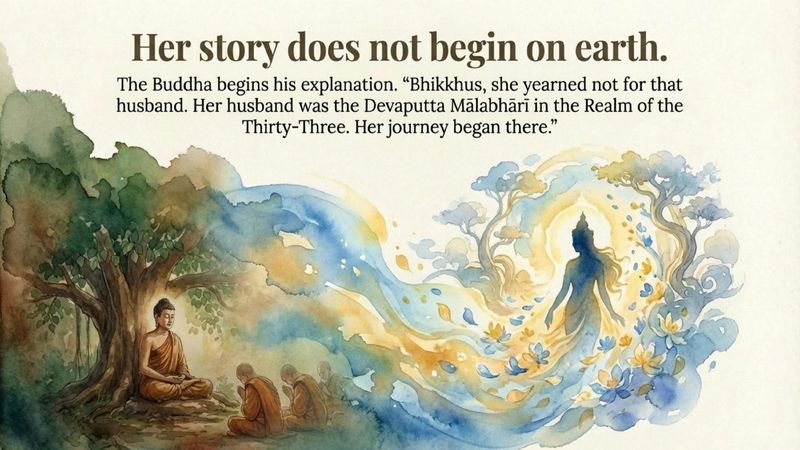 Her story does not begin on earth.
The Buddha begins his explanation. “Bhikkhus, she yearned not for that
husband. Her husband was the Devaputta Mālabhārī in the Realm of the
Thirty-Three. Her journey began there.”